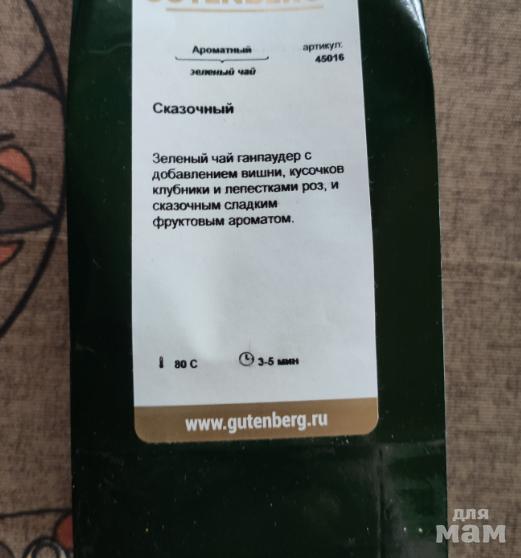 GUTENBERG
Ароматный
зеленый чай
артикул:
45016
Сказочный
Зеленый чай ганпаудер с
добавлением вишни, кусочков
клубники и лепестками роз, и
сказочным сладким
фруктовым ароматом.
80 C
3-5 мин
www.gutenberg.ru
для
мам